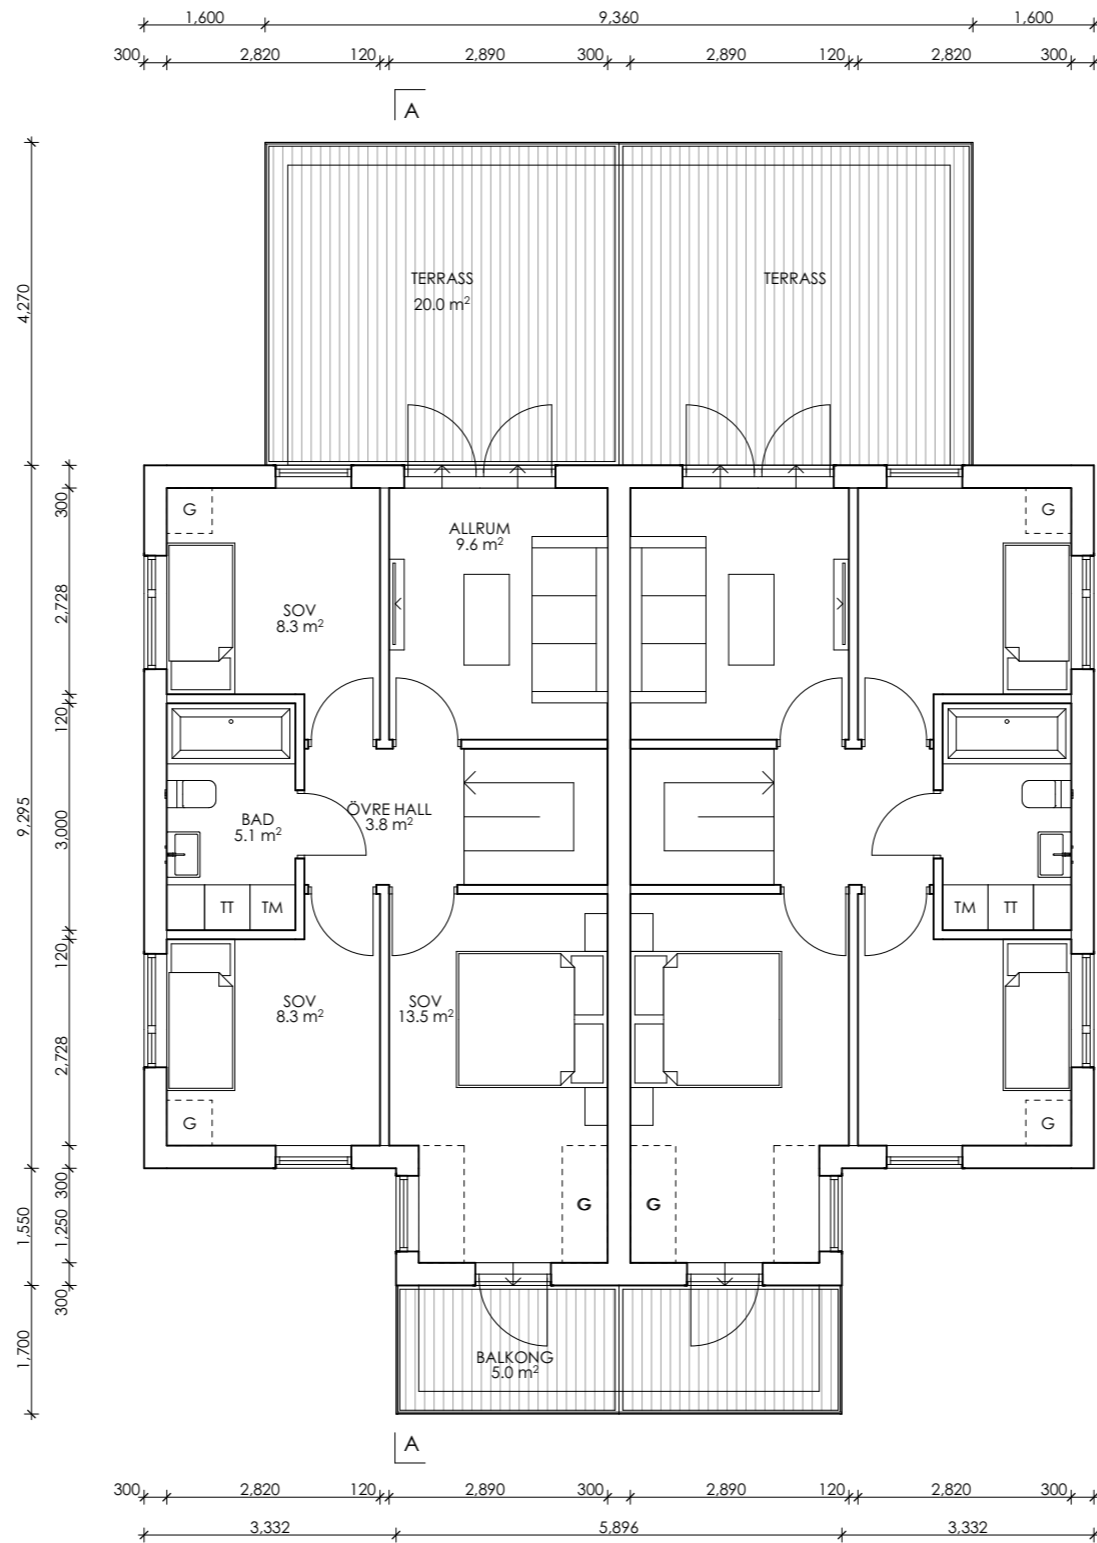 1,600 9,360 1,600
300 2,820 120 2,890 300 2,890 120 2,820 300
A
TERRASS
20.0 m²
TERRASS
4,270
300
G
G
ALLRUM
9.6 m²
2,728
SOV
8.3 m²
120
9,295
3,000
ÖVRE HALL
3.8 m²
BAD
5.1 m²
TT TM
TM TT
120
SOV
8.3 m²
SOV
13.5 m²
2,728
G
G
300
1,550
1,250
G G
300
1,700
BALKONG
5.0 m²
A
300 2,820 120 2,890 300 2,890 120 2,820 300
3,332 5,896 3,332